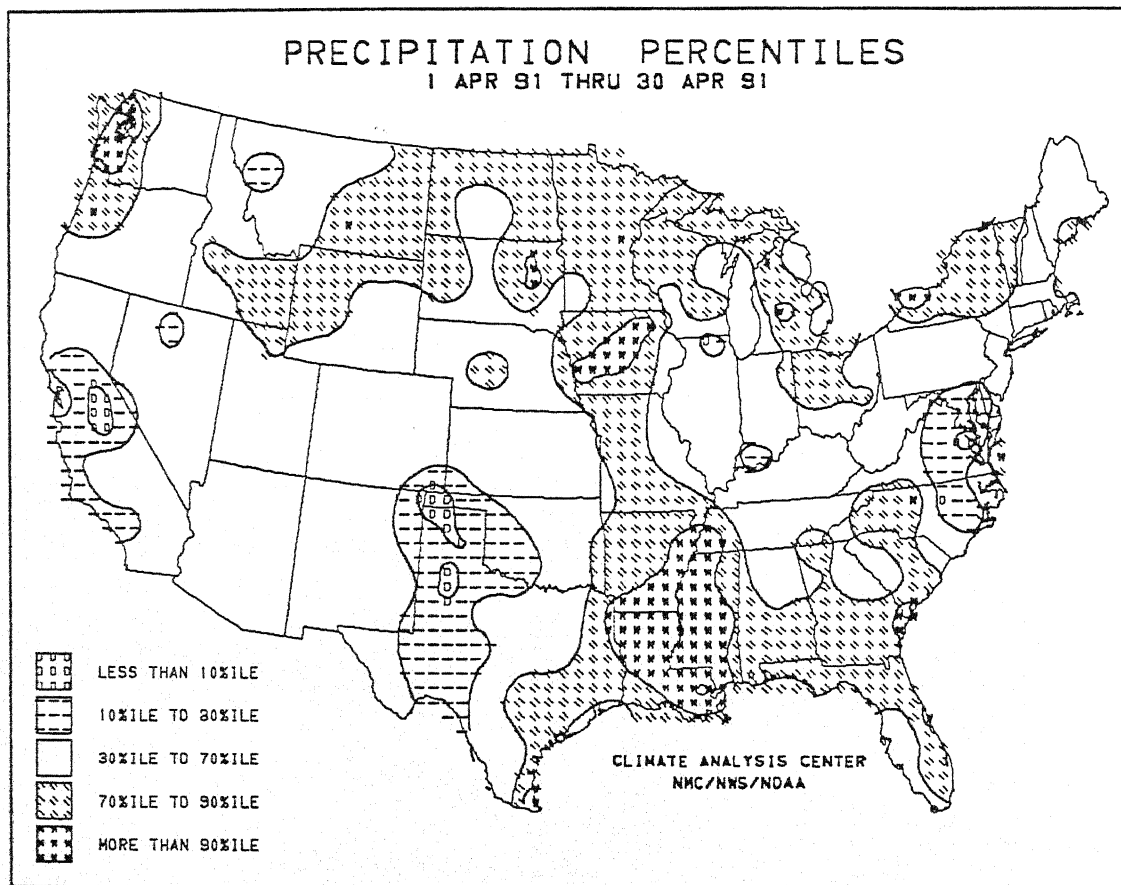 PRECIPITATION PERCENTILES
1 APR 91 THRU 30 APR 91
LESS THAN 10%ILE
10%ILE TO 30%ILE
30%ILE TO 70%ILE
70%ILE TO 90%ILE
MORE THAN 90%ILE
CLIMATE ANALYSIS CENTER
NMC/NWS/NOAA